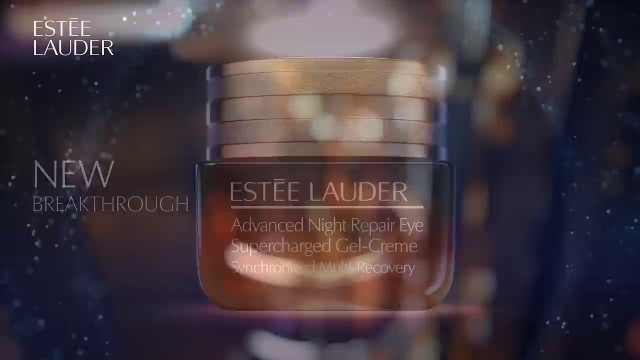 ESTĒE
LAUDER
NEW
BREAKTHROUGH
ESTĒE LAUDER
Advanced Night Repair Eye
Supercharged Gel-Creme
Synchronized Multi-Recovery